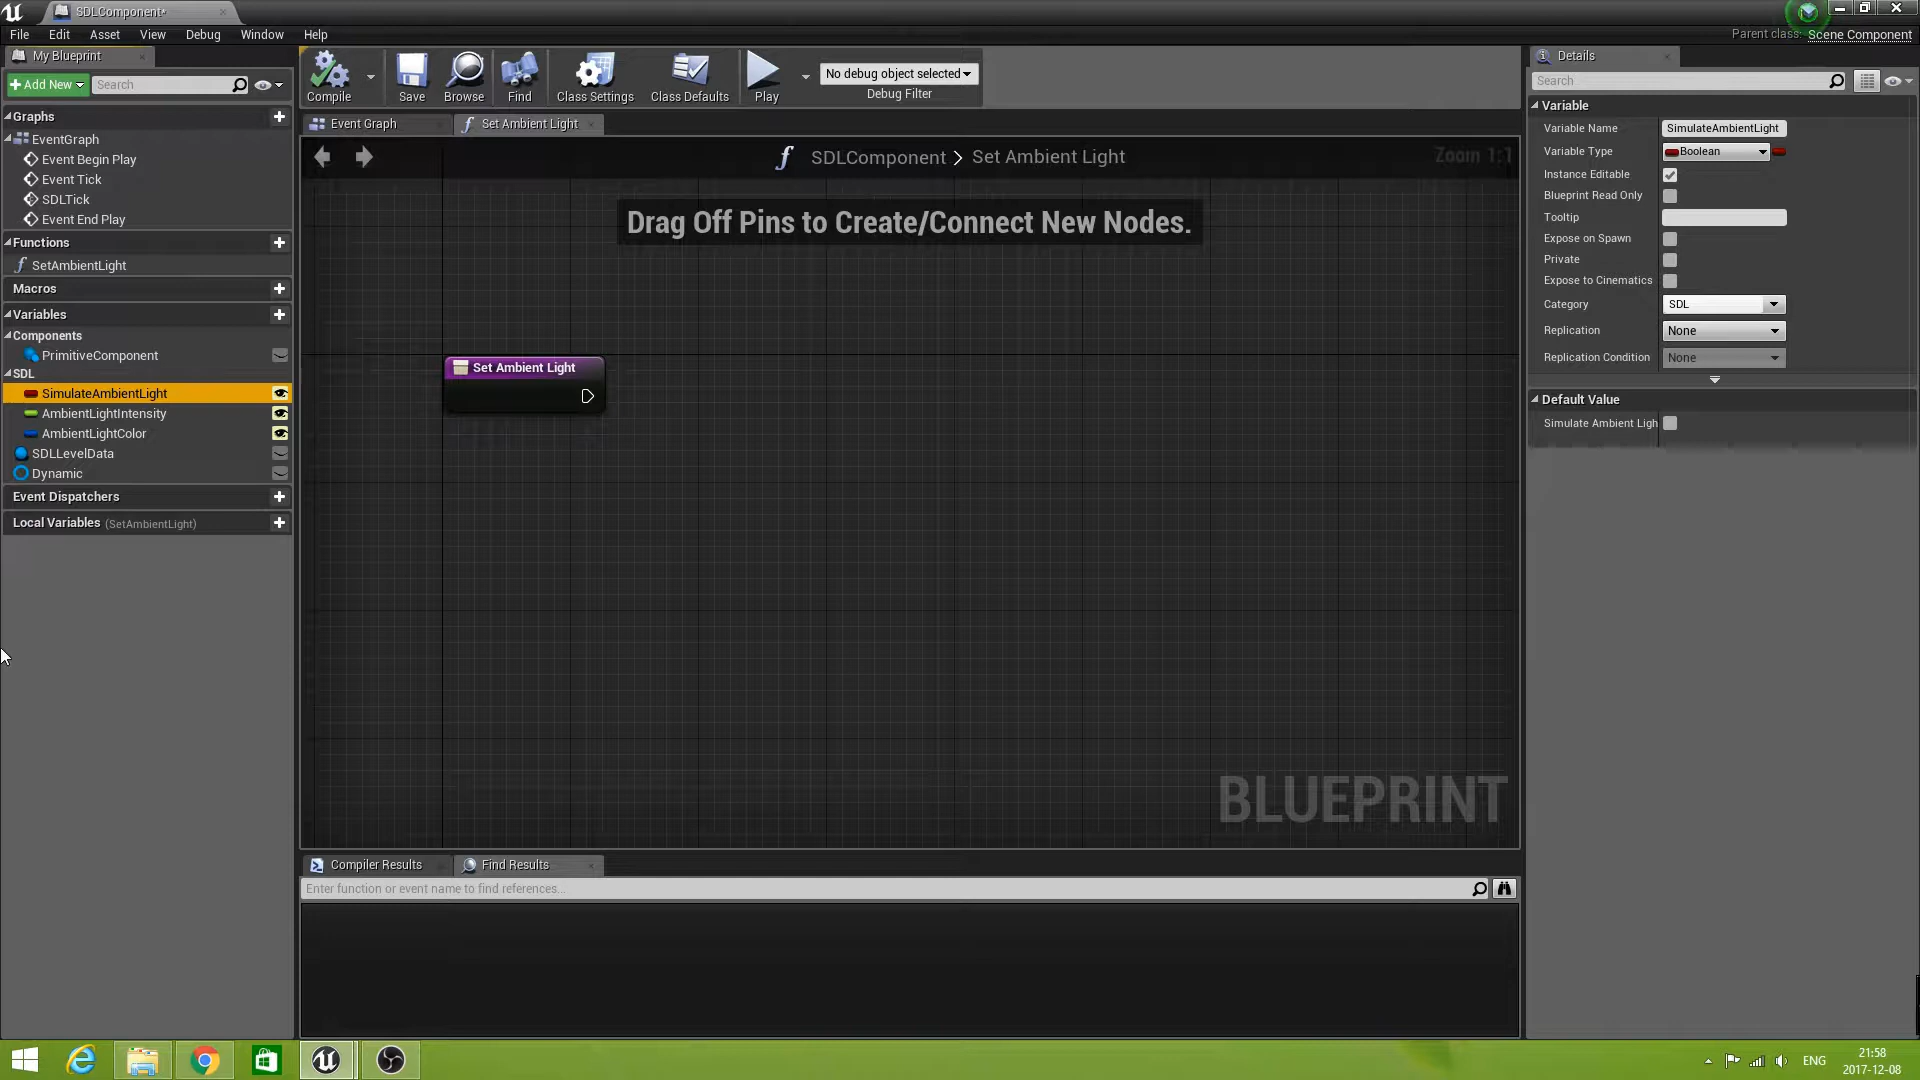 SDLComponent*
File Edit Asset View Debug Window Help
Parent class: Scene Component
My Blueprint
Add New
Search
Graphs
EventGraph
Event Begin Play
Event Tick
SDLTick
Event End Play
Functions
SetAmbientLight
Macros
Variables
Components
PrimitiveComponent
SDL
SimulateAmbientLight
AmbientLightIntensity
AmbientLightColor
SDLLevelData
Dynamic
Event Dispatchers
Local Variables (SetAmbientLight)
Compile
Save
Browse
Find
Class Settings
Class Defaults
Play
No debug object selected
Debug Filter
Event Graph
Set Ambient Light
SDLComponent > Set Ambient Light
Zoom 1:1
Drag Off Pins to Create/Connect New Nodes.
Set Ambient Light
BLUEPRINT
Compiler Results
Find Results
Enter function or event name to find references...
Details
Search
Variable
Variable Name SimulateAmbientLight
Variable Type Boolean
Instance Editable
Blueprint Read Only
Tooltip
Expose on Spawn
Private
Expose to Cinematics
Category SDL
Replication None
Replication Condition None
Default Value
Simulate Ambient Ligh
ENG
21:58
2017-12-08